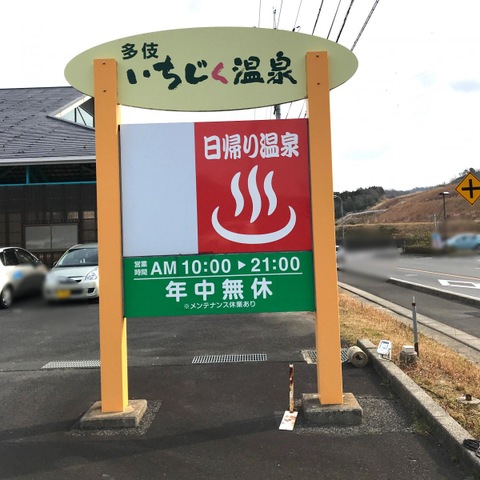 多伎
いちじく温泉
日帰り温泉
営業時間 AM 10:00 ▶ 21:00
年中無休
※メンテナンス休業あり